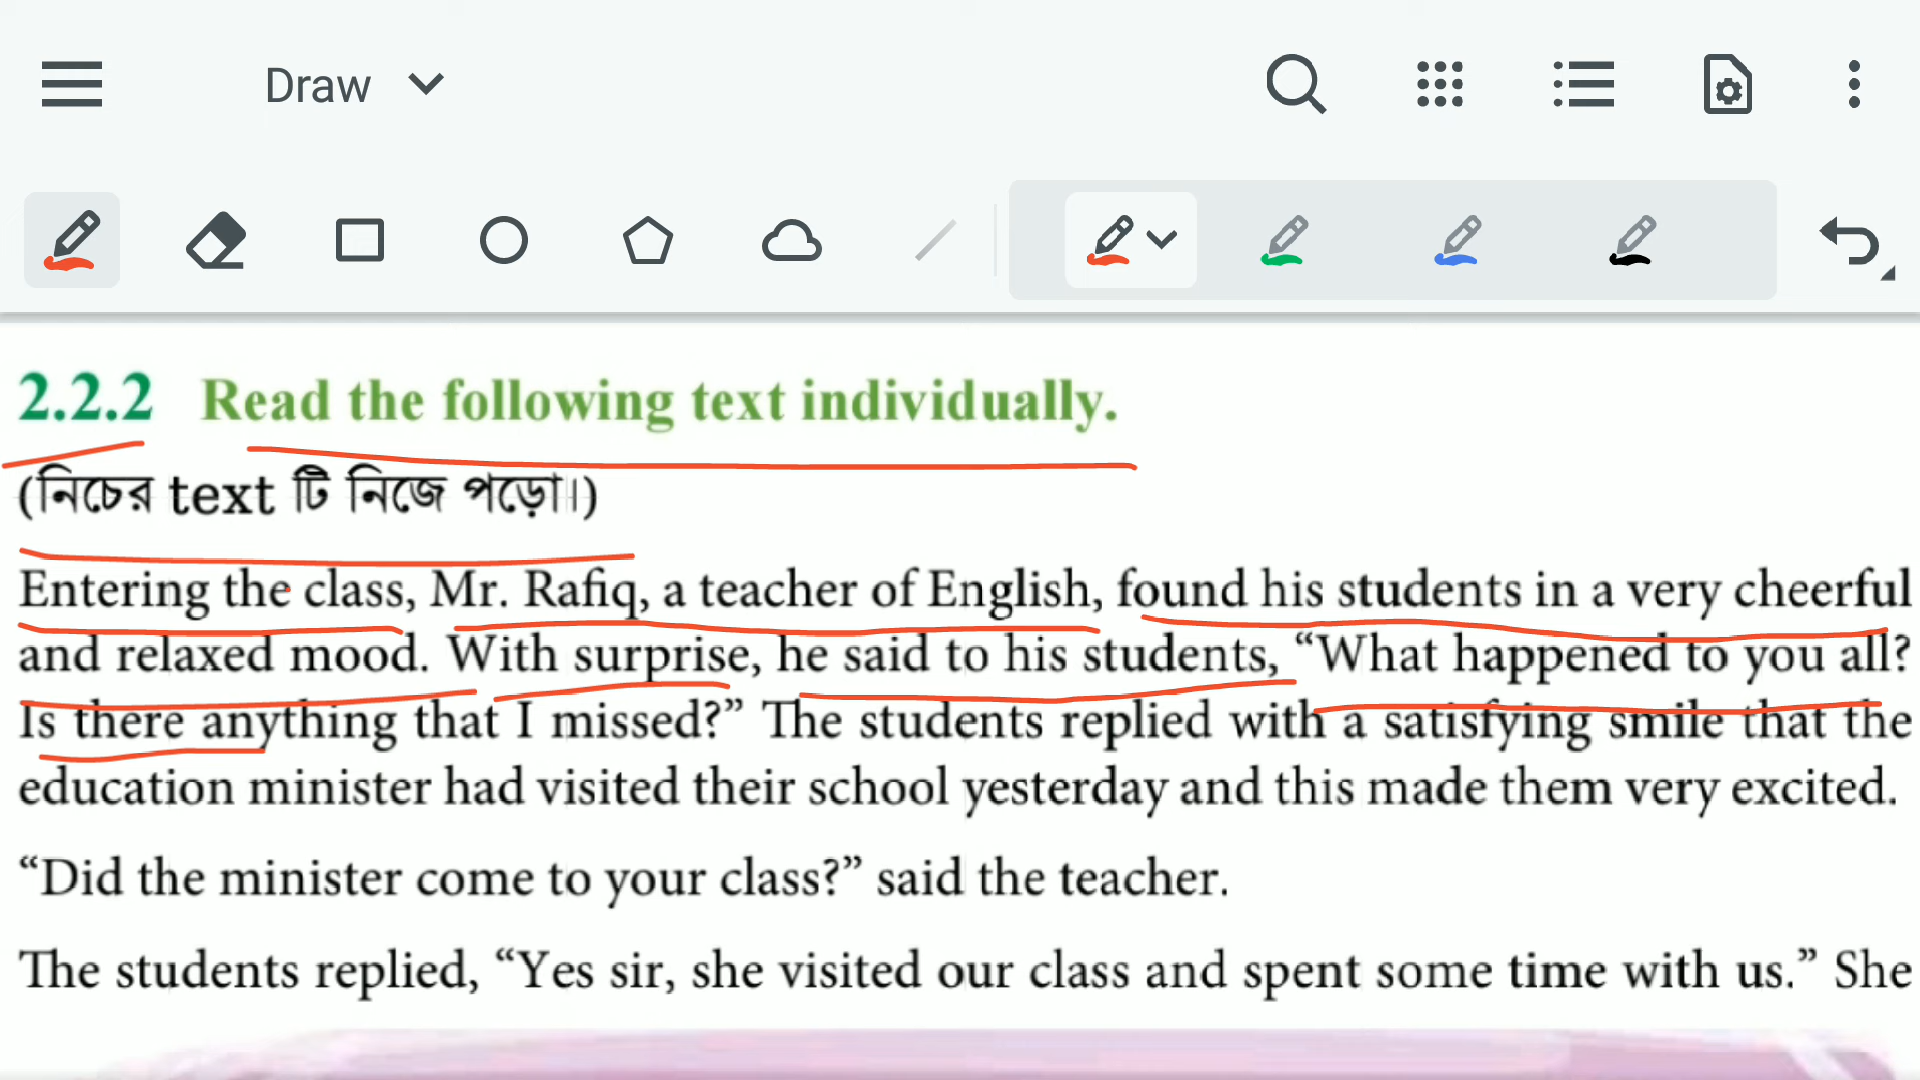 Draw
2.2.2 Read the following text individually.
(নিচের text টি নিজে পড়ো।)
Entering the class, Mr. Rafiq, a teacher of English, found his students in a very cheerful
and relaxed mood. With surprise, he said to his students, “What happened to you all?
Is there anything that I missed?” The students replied with a satisfying smile that the
education minister had visited their school yesterday and this made them very excited.
“Did the minister come to your class?” said the teacher.
The students replied, “Yes sir, she visited our class and spent some time with us.” She